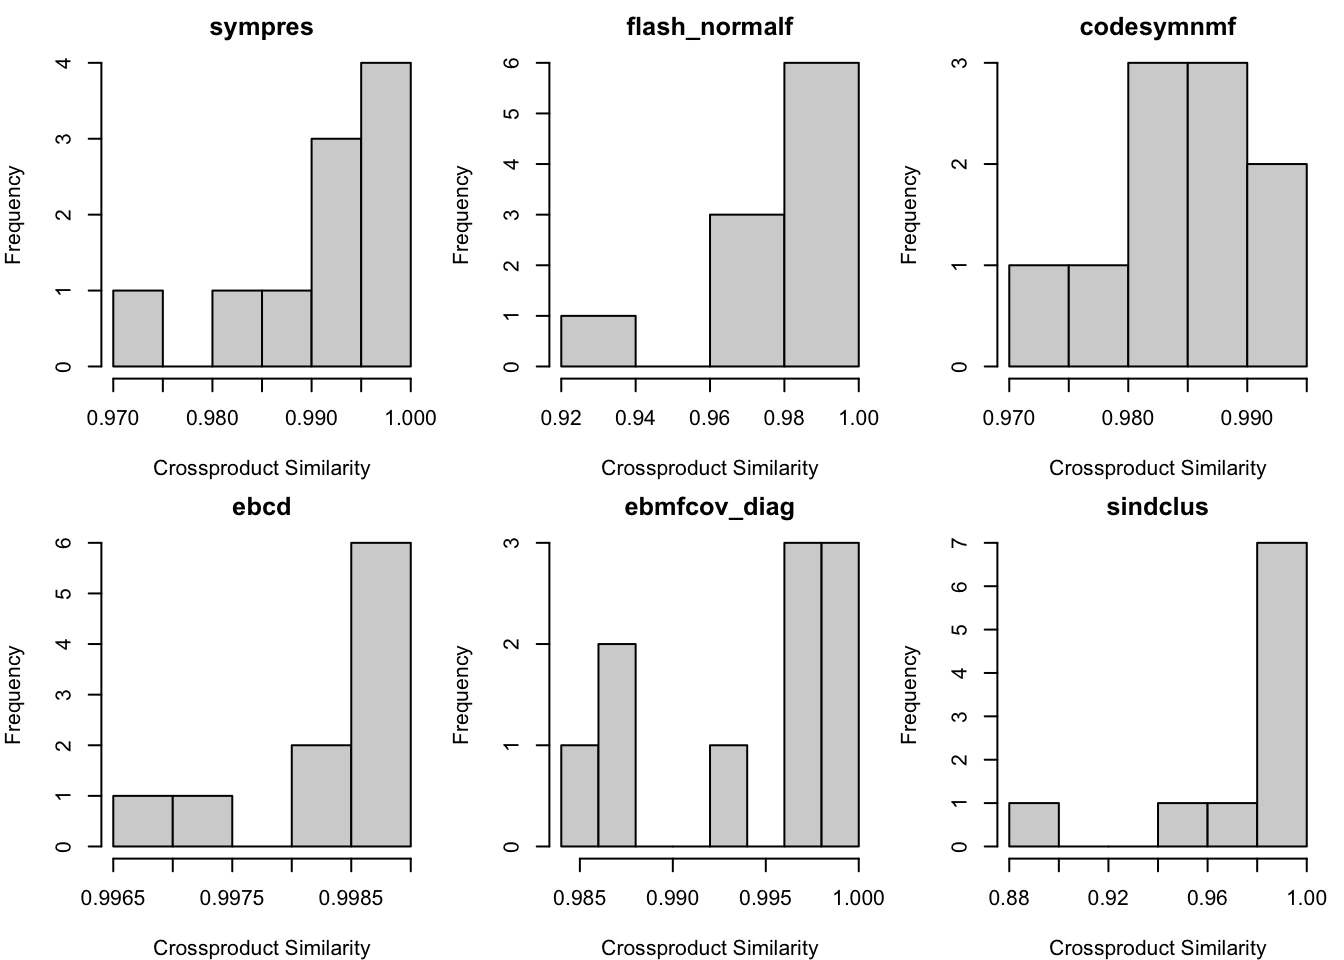 sympres
Frequency
0 1 2 3 4
0.970 0.980 0.990 1.000
Crossproduct Similarity
flash_normalf
Frequency
0 1 2 3 4 5 6
0.92 0.94 0.96 0.98 1.00
Crossproduct Similarity
codesymnmf
Frequency
0 1 2 3
0.970 0.980 0.990
Crossproduct Similarity
ebcd
Frequency
0 1 2 3 4 5 6
0.9965 0.9975 0.9985
Crossproduct Similarity
ebmfcov_diag
Frequency
0 1 2 3
0.985 0.990 0.995 1.000
Crossproduct Similarity
sindclus
Frequency
0 1 2 3 4 5 6 7
0.88 0.92 0.96 1.00
Crossproduct Similarity